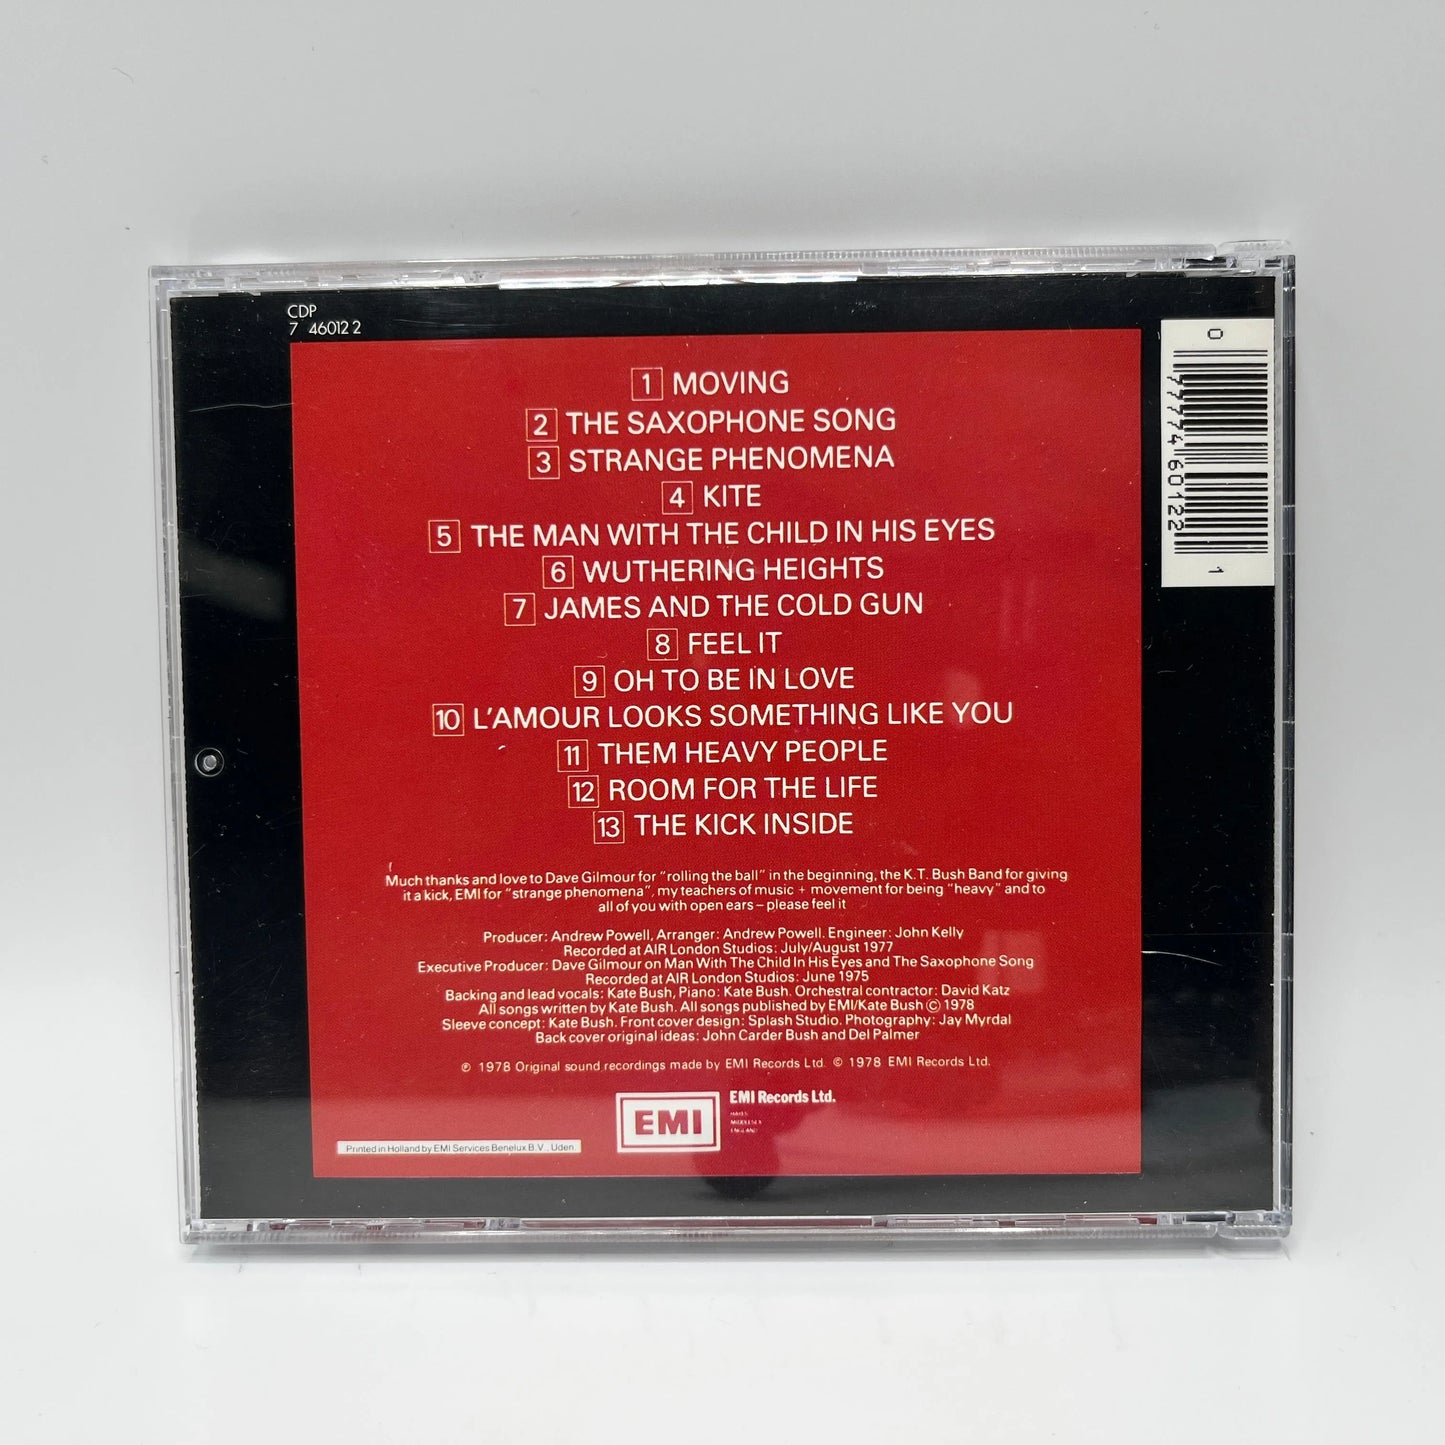 CDP
7 46012 2
1 MOVING
2 THE SAXOPHONE SONG
3 STRANGE PHENOMENA
4 KITE
5 THE MAN WITH THE CHILD IN HIS EYES
6 WUTHERING HEIGHTS
7 JAMES AND THE COLD GUN
8 FEEL IT
9 OH TO BE IN LOVE
10 L'AMOUR LOOKS SOMETHING LIKE YOU
11 THEM HEAVY PEOPLE
12 ROOM FOR THE LIFE
13 THE KICK INSIDE
Much thanks and love to Dave Gilmour for "rolling the ball" in the beginning, the K.T. Bush Band for giving
it a kick, EMI for "strange phenomena", my teachers of music + movement for being "heavy" and to
all of you with open ears – please feel it
Producer: Andrew Powell, Arranger: Andrew Powell. Engineer: John Kelly
Recorded at AIR London Studios: July/August 1977
Executive Producer: Dave Gilmour on Man With The Child In His Eyes and The Saxophone Song
Recorded at AIR London Studios: June 1975
Backing and lead vocals: Kate Bush, Piano: Kate Bush. Orchestral contractor: David Katz
All songs written by Kate Bush. All songs published by EMI/Kate Bush © 1978
Sleeve concept: Kate Bush. Front cover design: Splash Studio. Photography: Jay Myrdal
Back cover original ideas: John Carder Bush and Del Palmer
℗ 1978 Original sound recordings made by EMI Records Ltd. © 1978 EMI Records Ltd.
EMI
EMI Records Ltd.
HAYES
MIDDLESEX
ENGLAND
Printed in Holland by EMI Services Benelux B.V., Uden.
0 77774 60122 1